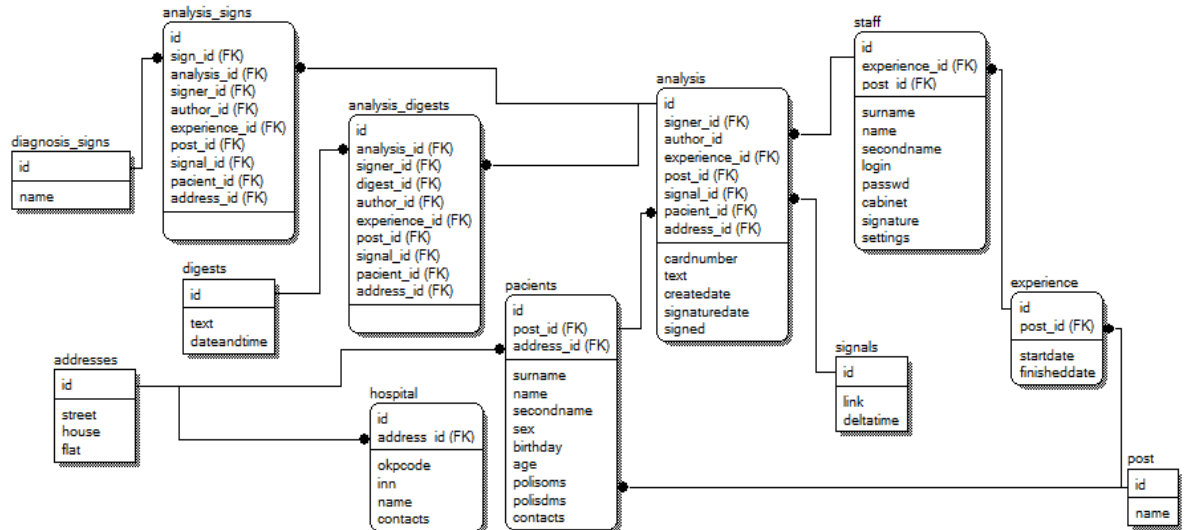 analysis_signs
id
sign_id (FK)
analysis_id (FK)
signer_id (FK)
author_id (FK)
experience_id (FK)
post_id (FK)
signal_id (FK)
pacient_id (FK)
address_id (FK)
diagnosis_signs
id
name
analysis_digests
id
analysis_id (FK)
signer_id (FK)
digest_id (FK)
author_id (FK)
experience_id (FK)
post_id (FK)
signal_id (FK)
pacient_id (FK)
address_id (FK)
digests
id
text
dateandtime
addresses
id
street
house
flat
hospital
id
address_id (FK)
okpcode
inn
name
contacts
pacients
id
post_id (FK)
address_id (FK)
surname
name
secondname
sex
birthday
age
polisoms
polisdms
contacts
analysis
id
signer_id (FK)
author_id
experience_id (FK)
post_id (FK)
signal_id (FK)
pacient_id (FK)
address_id (FK)
cardnumber
text
createdate
signaturedate
signed
staff
id
experience_id (FK)
post_id (FK)
surname
name
secondname
login
passwd
cabinet
signature
settings
signals
id
link
deltatime
experience
id
post_id (FK)
startdate
finisheddate
post
id
name